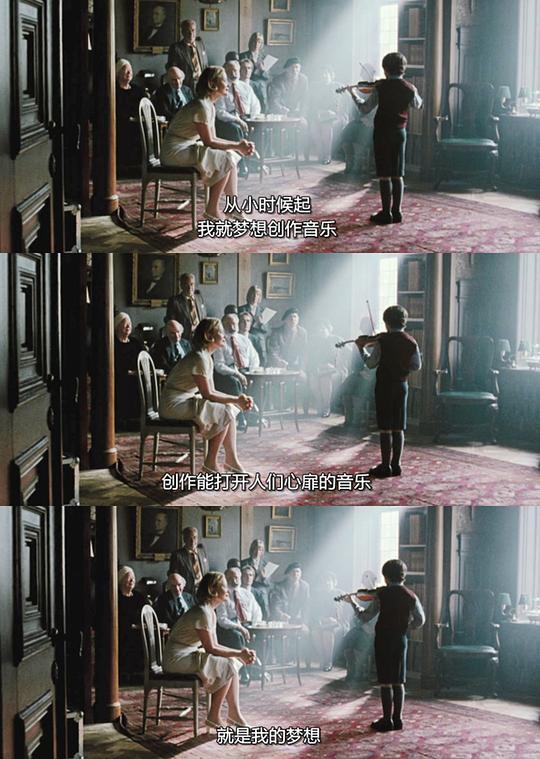 从小时候起
我就梦想创作音乐
创作能打开人们心扉的音乐
就是我的梦想